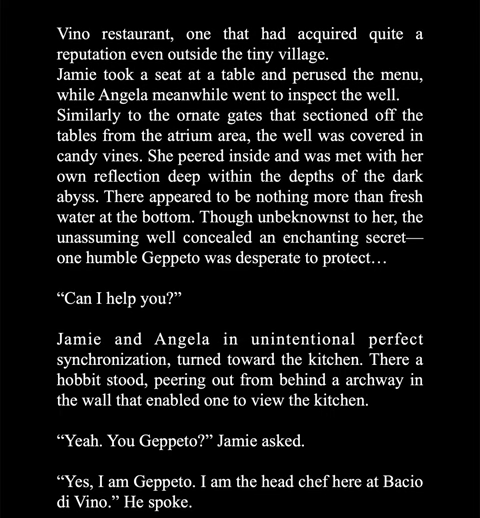 Vino restaurant, one that had acquired quite a
reputation even outside the tiny village.
Jamie took a seat at a table and perused the menu,
while Angela meanwhile went to inspect the well.
Similarly to the ornate gates that sectioned off the
tables from the atrium area, the well was covered in
candy vines. She peered inside and was met with her
own reflection deep within the depths of the dark
abyss. There appeared to be nothing more than fresh
water at the bottom. Though unbeknownst to her, the
unassuming well concealed an enchanting secret—
one humble Geppeto was desperate to protect…
“Can I help you?”
Jamie and Angela in unintentional perfect
synchronization, turned toward the kitchen. There a
hobbit stood, peering out from behind a archway in
the wall that enabled one to view the kitchen.
“Yeah. You Geppeto?” Jamie asked.
“Yes, I am Geppeto. I am the head chef here at Bacio
di Vino.” He spoke.